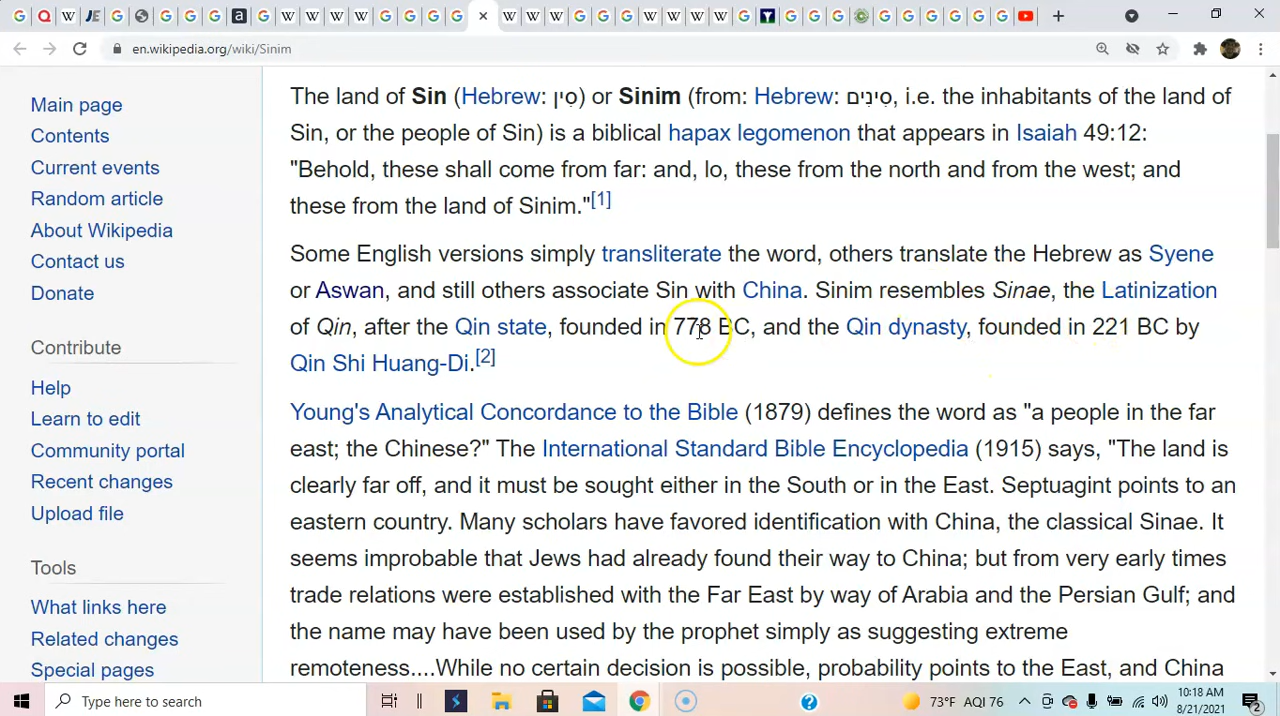 en.wikipedia.org/wiki/Sinim
Main page
Contents
Current events
Random article
About Wikipedia
Contact us
Donate
Contribute
Help
Learn to edit
Community portal
Recent changes
Upload file
Tools
What links here
Related changes
Special pages
The land of Sin (Hebrew: סִין) or Sinim (from: Hebrew: סִינִים, i.e. the inhabitants of the land of
Sin, or the people of Sin) is a biblical hapax legomenon that appears in Isaiah 49:12:
"Behold, these shall come from far: and, lo, these from the north and from the west; and
these from the land of Sinim."[1]
Some English versions simply transliterate the word, others translate the Hebrew as Syene
or Aswan, and still others associate Sin with China. Sinim resembles Sinae, the Latinization
of Qin, after the Qin state, founded in 778 BC, and the Qin dynasty, founded in 221 BC by
Qin Shi Huang-Di.[2]
Young's Analytical Concordance to the Bible (1879) defines the word as "a people in the far
east; the Chinese?" The International Standard Bible Encyclopedia (1915) says, "The land is
clearly far off, and it must be sought either in the South or in the East. Septuagint points to an
eastern country. Many scholars have favored identification with China, the classical Sinae. It
seems improbable that Jews had already found their way to China; but from very early times
trade relations were established with the Far East by way of Arabia and the Persian Gulf; and
the name may have been used by the prophet simply as suggesting extreme
remoteness....While no certain decision is possible, probability points to the East, and China
Type here to search
73°F AQI 76
10:18 AM
8/21/2021
2